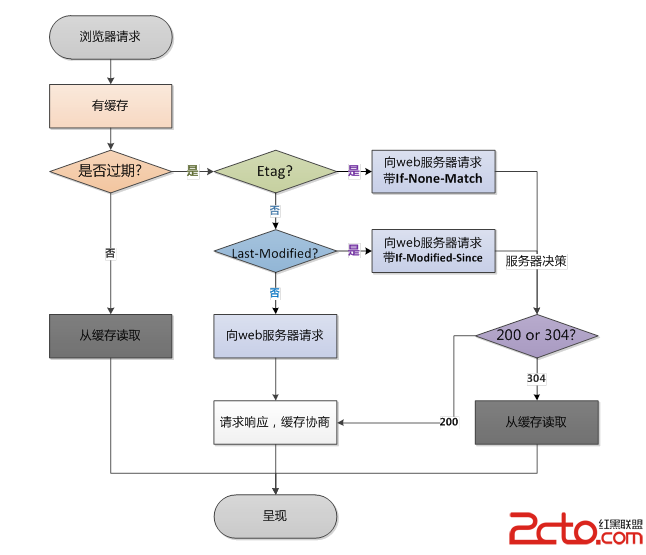 浏览器请求
有缓存
是否过期?
是
Etag?
是
向web服务器请求
带If-None-Match
否
否
Last-Modified?
是
向web服务器请求
带If-Modified-Since
服务器决策
否
从缓存读取
向web服务器请求
200 or 304?
304
请求响应，缓存协商
200
从缓存读取
呈现
2cto.com
红黑联盟